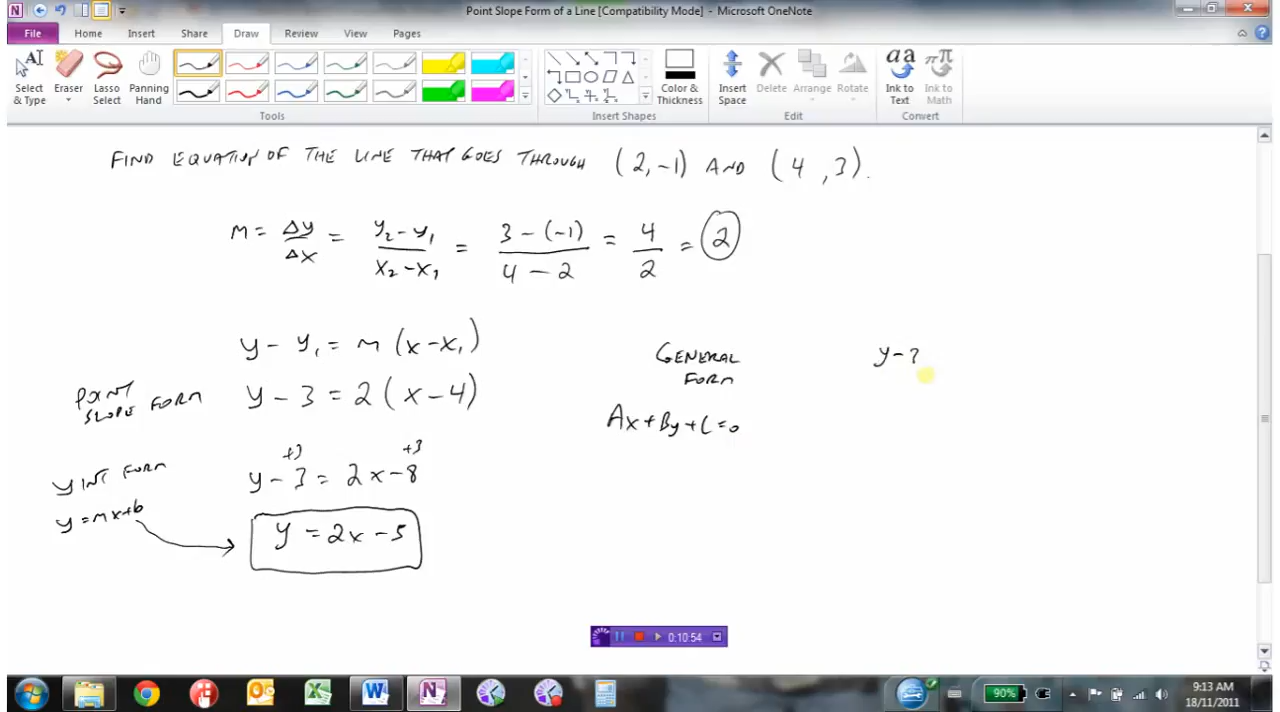 Point Slope Form of a Line [Compatibility Mode] - Microsoft OneNote
File Home Insert Share Draw Review View Pages
Select & Type Eraser Lasso Select Panning Hand Color & Thickness Insert Space Delete Arrange Rotate Ink to Text Ink to Math
Tools Insert Shapes Edit Convert
FIND EQUATION OF THE LINE THAT GOES THROUGH (2,-1) AND (4,3).
m = Δy/Δx = (y₂-y₁)/(x₂-x₁) = (3-(-1))/(4-2) = 4/2 = 2
y - y₁ = m (x-x₁)
POINT SLOPE FORM y - 3 = 2 (x-4)
+3 +3
y INT FORM y-3 = 2x-8
y=mx+b
y = 2x-5
GENERAL FORM
Ax+By+C=0
y-3
0:10:54
90%
9:13 AM
18/11/2011